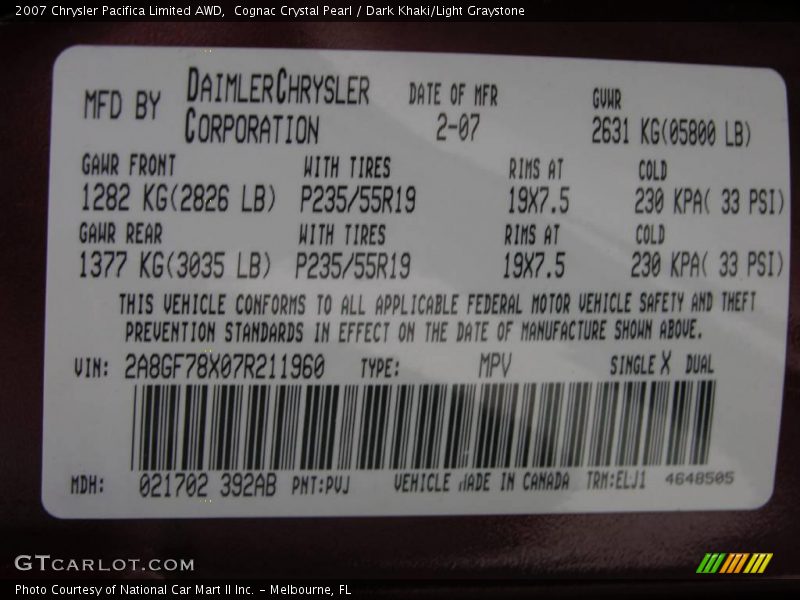 2007 Chrysler Pacifica Limited AWD,  Cognac Crystal Pearl / Dark Khaki/Light Graystone
MFD BY DAIMLERCHRYSLER CORPORATION DATE OF MFR 2-07 GVWR 2631 KG(05800 LB)
GAWR FRONT WITH TIRES RIMS AT COLD
1282 KG(2826 LB) P235/55R19 19X7.5 230 KPA( 33 PSI)
GAWR REAR WITH TIRES RIMS AT COLD
1377 KG(3035 LB) P235/55R19 19X7.5 230 KPA( 33 PSI)
THIS VEHICLE CONFORMS TO ALL APPLICABLE FEDERAL MOTOR VEHICLE SAFETY AND THEFT
PREVENTION STANDARDS IN EFFECT ON THE DATE OF MANUFACTURE SHOWN ABOVE.
VIN: 2A8GF78X07R211960 TYPE: MPV SINGLE X DUAL
MDH: 021702 392AB PNT:PVJ VEHICLE MADE IN CANADA TRM:ELJ1 4648505
GTCARLOT.COM
Photo Courtesy of National Car Mart II Inc. – Melbourne, FL